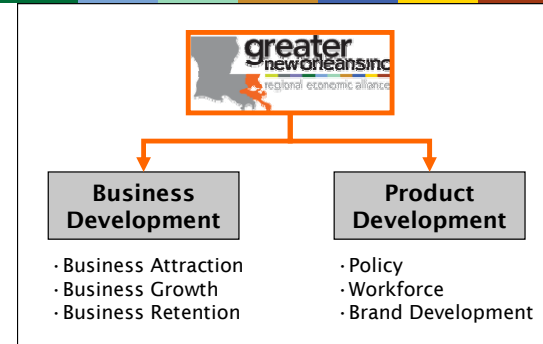 greater
neworleansinc
regional economic alliance
Business
Development
Product
Development
·Business Attraction
·Business Growth
·Business Retention
·Policy
·Workforce
·Brand Development